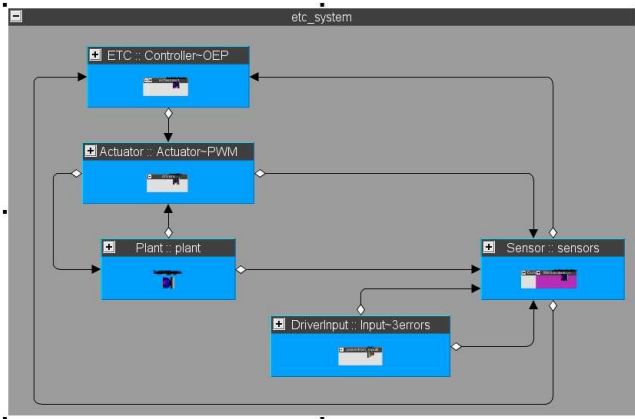 etc_system
ETC :: Controller~OEP
Actuator :: Actuator~PWM
Plant :: plant
Sensor :: sensors
DriverInput :: Input~3errors